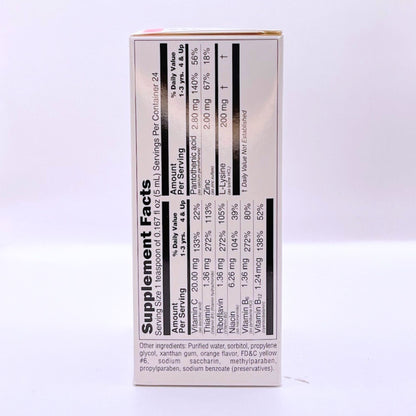 Supplement Facts
Serving Size 1 teaspoon of 0.167 fl oz (5 mL) Servings Per Container 24
Amount Per Serving % Daily Value 1-3 yrs. 4 & Up
Vitamin C 20.00 mg 133% 22%
Thiamin 1.36 mg 272% 113%
Riboflavin 1.36 mg 272% 105%
Niacin 6.26 mg 104% 39%
Vitamin B6 1.36 mg 272% 80%
Vitamin B12 1.24 mcg 138% 52%
Amount Per Serving % Daily Value 1-3 yrs. 4 & Up
Pantothenic acid 2.80 mg 140% 56%
Zinc 2.00 mg 67% 18%
L-Lysine 200 mg † †
† Daily Value Not Established
Other ingredients: Purified water, sorbitol, propylene
glycol, xanthan gum, orange flavor, FD&C yellow
#6, sodium saccharin, methylparaben,
propylparaben, sodium benzoate (preservatives).